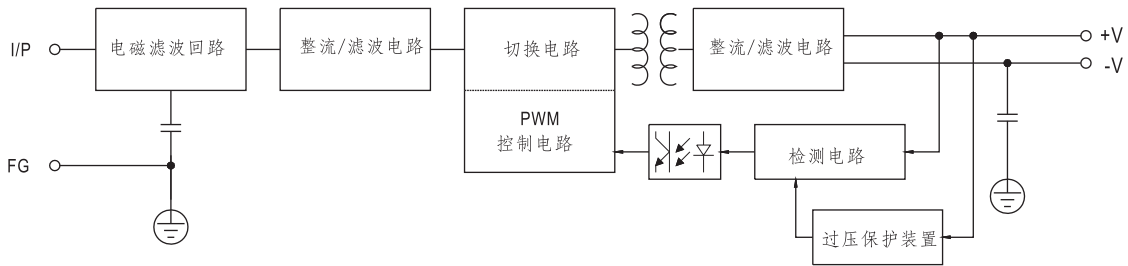 I/P
电磁滤波回路
整流/滤波电路
切换电路
整流/滤波电路
+V
-V
PWM
控制电路
检测电路
FG
过压保护装置